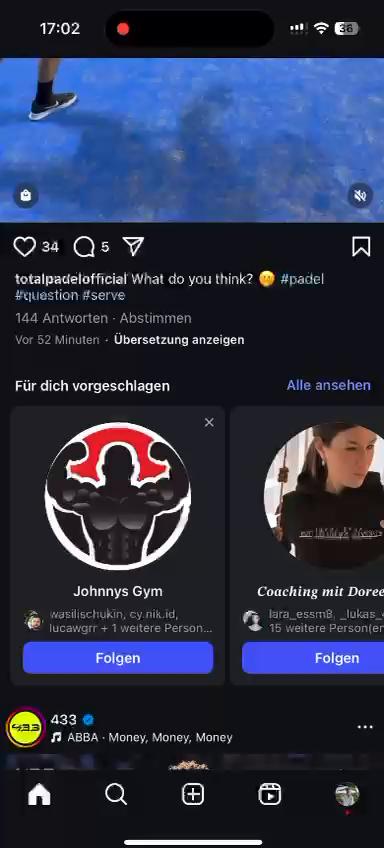 17:02
36
34
5
totalpadelofficial What do you think? 🤭 #padel
#question #serve
144 Antworten · Abstimmen
Vor 52 Minuten · Übersetzung anzeigen
Für dich vorgeschlagen
Alle ansehen
Johnnys Gym
wasilischukin, cy.nik.id,
lucawgrr + 1 weitere Person...
Folgen
Coaching mit Doree
lara_essmß, _lukas_
15 weitere Person(er
Folgen
433
433
ABBA · Money, Money, Money